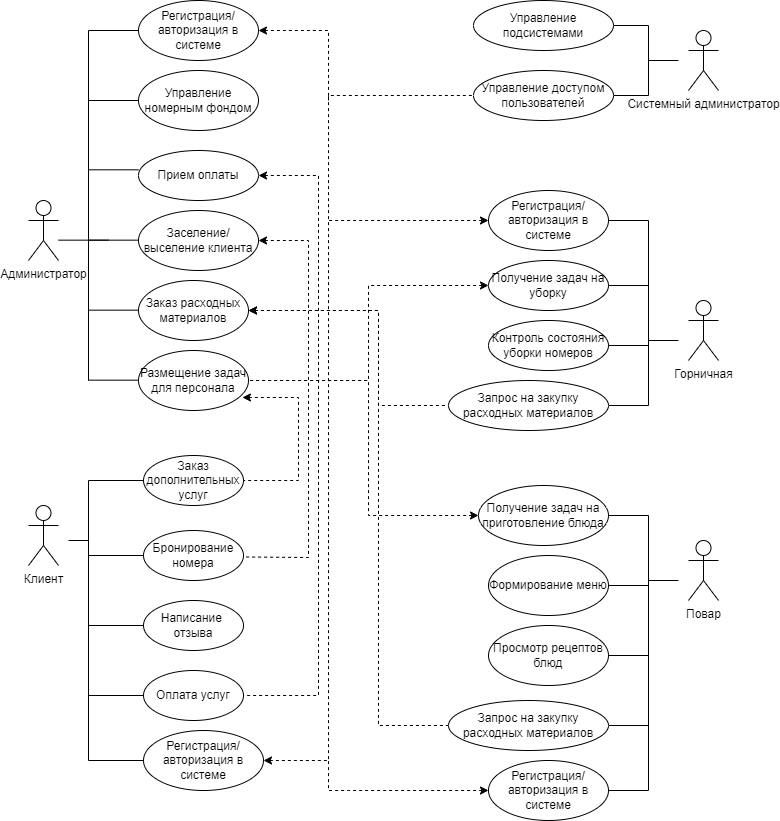 Регистрация/
авторизация в
системе
Управление
номерным фондом
Прием оплаты
Заселение/
выселение клиента
Заказ расходных
материалов
Размещение задач
для персонала
Администратор
Заказ
дополнительных
услуг
Бронирование
номера
Написание
отзыва
Оплата услуг
Регистрация/
авторизация в
системе
Клиент
Управление
подсистемами
Управление доступом
пользователей
Системный администратор
Регистрация/
авторизация в
системе
Получение задач на
уборку
Контроль состояния
уборки номеров
Запрос на закупку
расходных материалов
Горничная
Получение задач на
приготовление блюда
Формирование меню
Просмотр рецептов
блюд
Запрос на закупку
расходных материалов
Регистрация/
авторизация в
системе
Повар